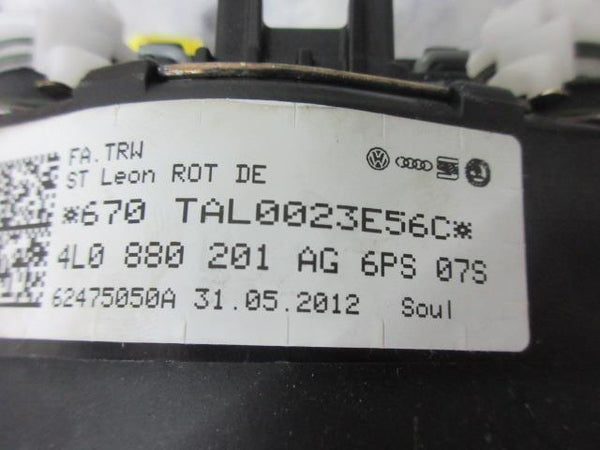 FA.TRW
ST Leon ROT DE
*670 TAL0023E56C*
4L0 880 201 AG 6PS 07S
62475050A 31.05.2012 Soul